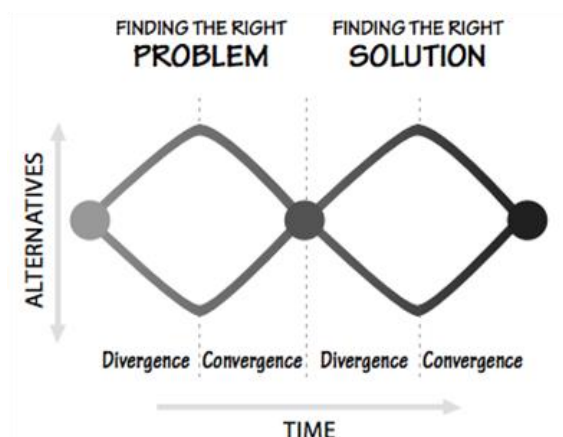 FINDING THE RIGHT
PROBLEM
FINDING THE RIGHT
SOLUTION
ALTERNATIVES
Divergence Convergence Divergence Convergence
TIME